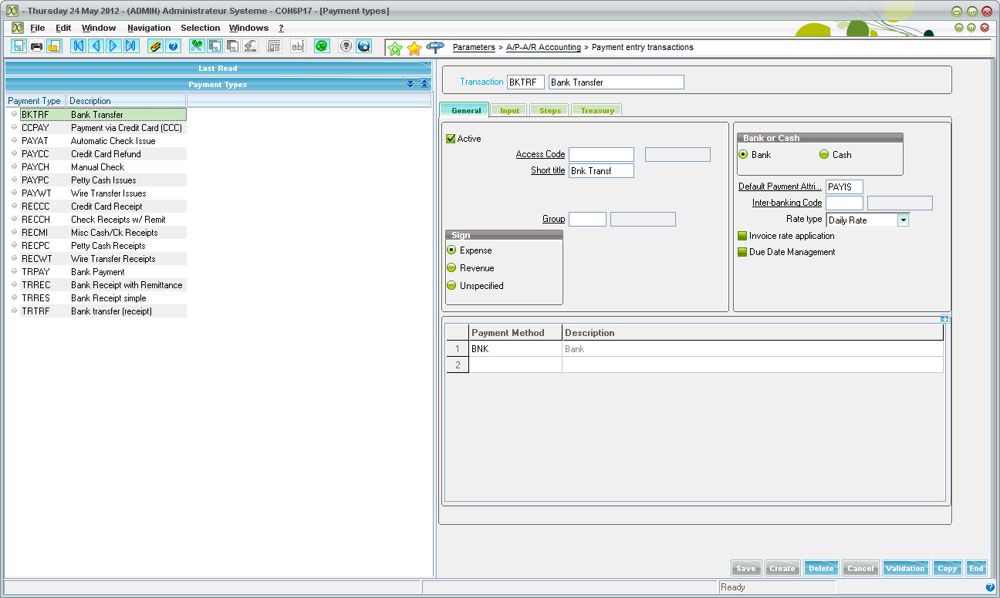 - Thursday 24 May 2012 - (ADMIN) Administrateur Systeme - CON6P17 - [Payment types]
File Edit Window Navigation Selection Windows ?
Parameters > A/P-A/R Accounting > Payment entry transactions
Last Read
Payment Types
Payment Type Description
BKTRF Bank Transfer
CCPAY Payment via Credit Card (CCC)
PAYAT Automatic Check Issue
PAYCC Credit Card Refund
PAYCH Manual Check
PAYPC Petty Cash Issues
PAYWT Wire Transfer Issues
RECCC Credit Card Receipt
RECCH Check Receipts w/ Remit
RECMI Misc Cash/Ck Receipts
RECPC Petty Cash Receipts
RECWT Wire Transfer Receipts
TRPAY Bank Payment
TRREC Bank Receipt with Remittance
TRRES Bank Receipt simple
TRTRF Bank transfer (receipt)
Transaction BKTRF Bank Transfer
General Input Steps Treasury
Active
Access Code
Short title Bnk Transf
Group
Sign
Expense
Revenue
Unspecified
Bank or Cash
Bank Cash
Default Payment Attri... PAYIS
Inter-banking Code
Rate type Daily Rate
Invoice rate application
Due Date Management
Payment Method Description
1 BNK Bank
2
Save Create Delete Cancel Validation Copy End
Ready